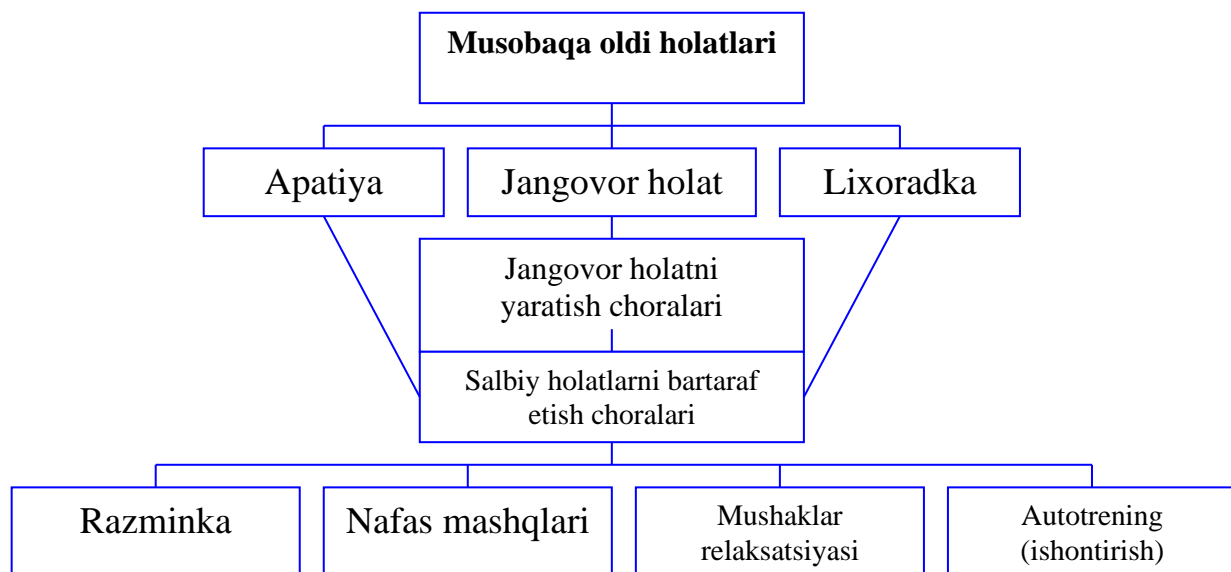 Musobaqa oldi holatlari
Apatiya
Jangovor holat
Lixoradka
Jangovor holatni
yaratish choralari
Salbiy holatlarni bartaraf
etish choralari
Razminka
Nafas mashqlari
Mushaklar
relaksatsiyasi
Autotrening
(ishontirish)